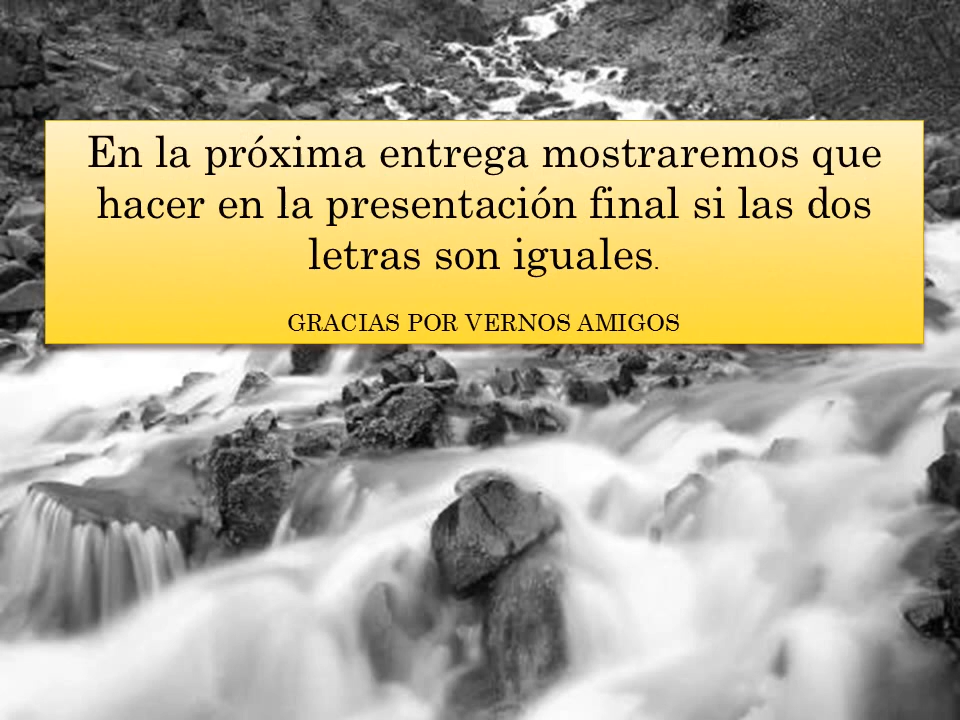 En la próxima entrega mostraremos que
hacer en la presentación final si las dos
letras son iguales.
GRACIAS POR VERNOS AMIGOS